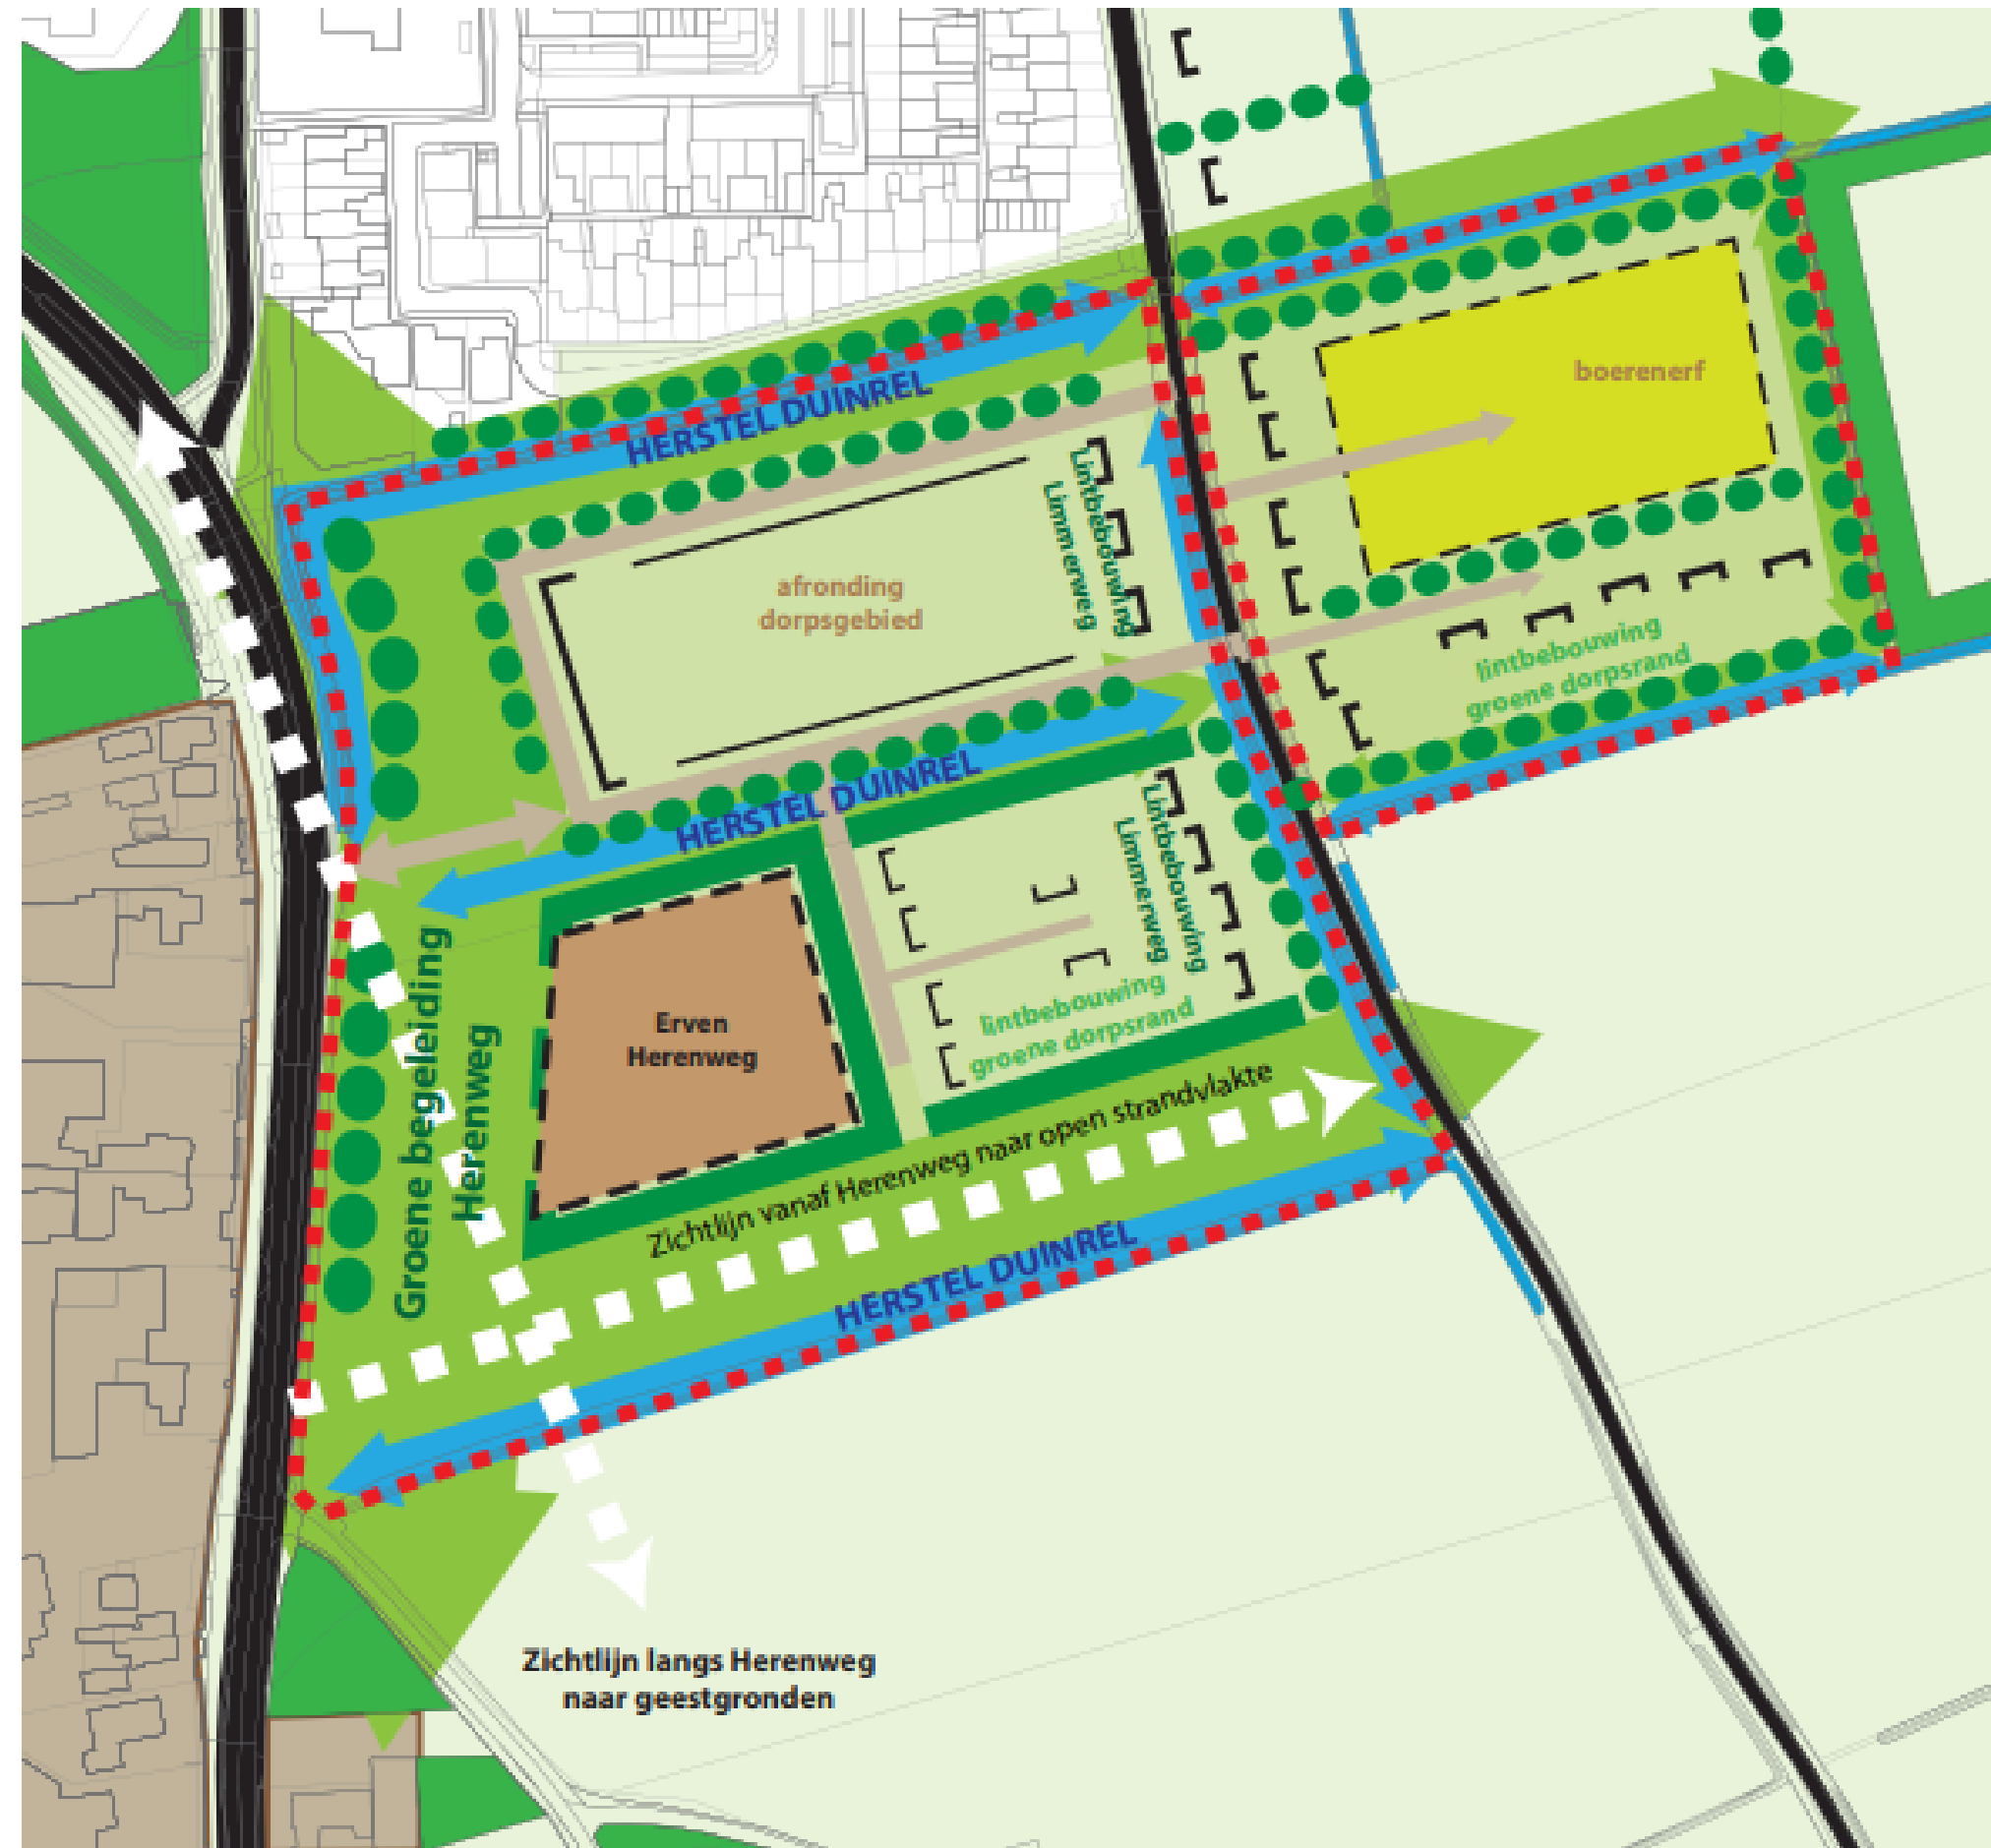 HERSTEL DUINREL
boerenerf
Lintbebouwing
Limmerweg
afronding
dorpsgebied
lintbebouwing
groene dorpsrand
HERSTEL DUINREL
Lintbebouwing
Limmerweg
Groene begeleiding
Herenweg
Erven
Herenweg
lintbebouwing
groene dorpsrand
Zichtlijn vanaf Herenweg naar open strandvlakte
HERSTEL DUINREL
Zichtlijn langs Herenweg
naar geestgronden